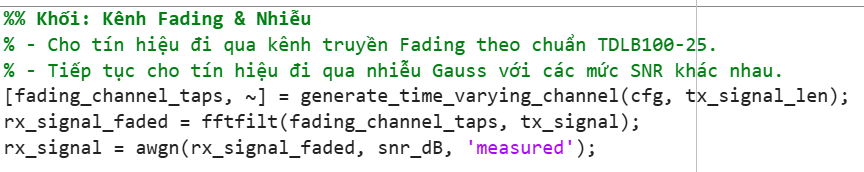 %% Khối: Kênh Fading & Nhiễu
% - Cho tín hiệu đi qua kênh truyền Fading theo chuẩn TDLB100-25.
% - Tiếp tục cho tín hiệu đi qua nhiễu Gauss với các mức SNR khác nhau.
[fading_channel_taps, ~] = generate_time_varying_channel(cfg, tx_signal_len);
rx_signal_faded = fftfilt(fading_channel_taps, tx_signal);
rx_signal = awgn(rx_signal_faded, snr_dB, 'measured');